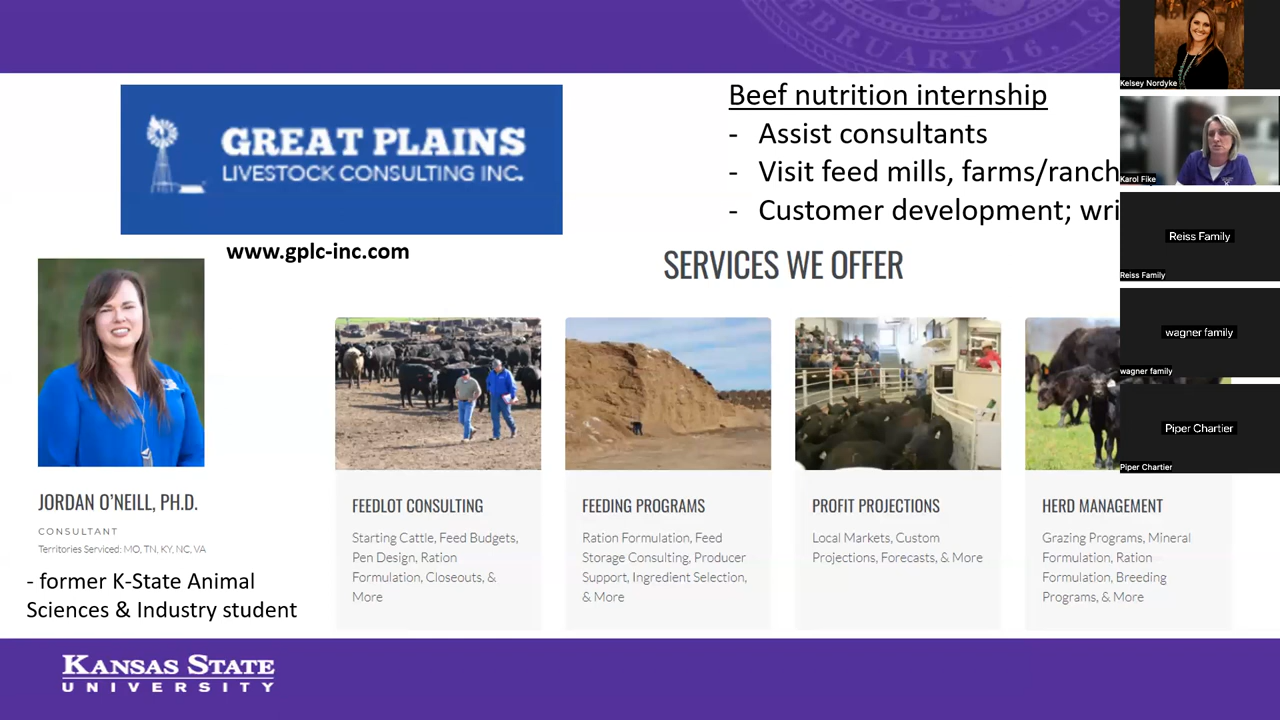 FEBRUARY 16, 18
GREAT PLAINS
LIVESTOCK CONSULTING INC.
www.gplc-inc.com
Beef nutrition internship
- Assist consultants
- Visit feed mills, farms/ranch
- Customer development; wri
SERVICES WE OFFER
JORDAN O'NEILL, PH.D.
CONSULTANT
Territories Serviced: MO, TN, KY, NC, VA
- former K-State Animal
Sciences & Industry student
FEEDLOT CONSULTING
Starting Cattle, Feed Budgets,
Pen Design, Ration
Formulation, Closeouts, &
More
FEEDING PROGRAMS
Ration Formulation, Feed
Storage Consulting, Producer
Support, Ingredient Selection,
& More
PROFIT PROJECTIONS
Local Markets, Custom
Projections, Forecasts, & More
HERD MANAGEMENT
Grazing Programs, Mineral
Formulation, Ration
Formulation, Breeding
Programs, & More
KANSAS STATE
UNIVERSITY
Kelsey Nordyke
Karol Fike
Reiss Family
Reiss Family
wagner family
wagner family
Piper Chartier
Piper Chartier